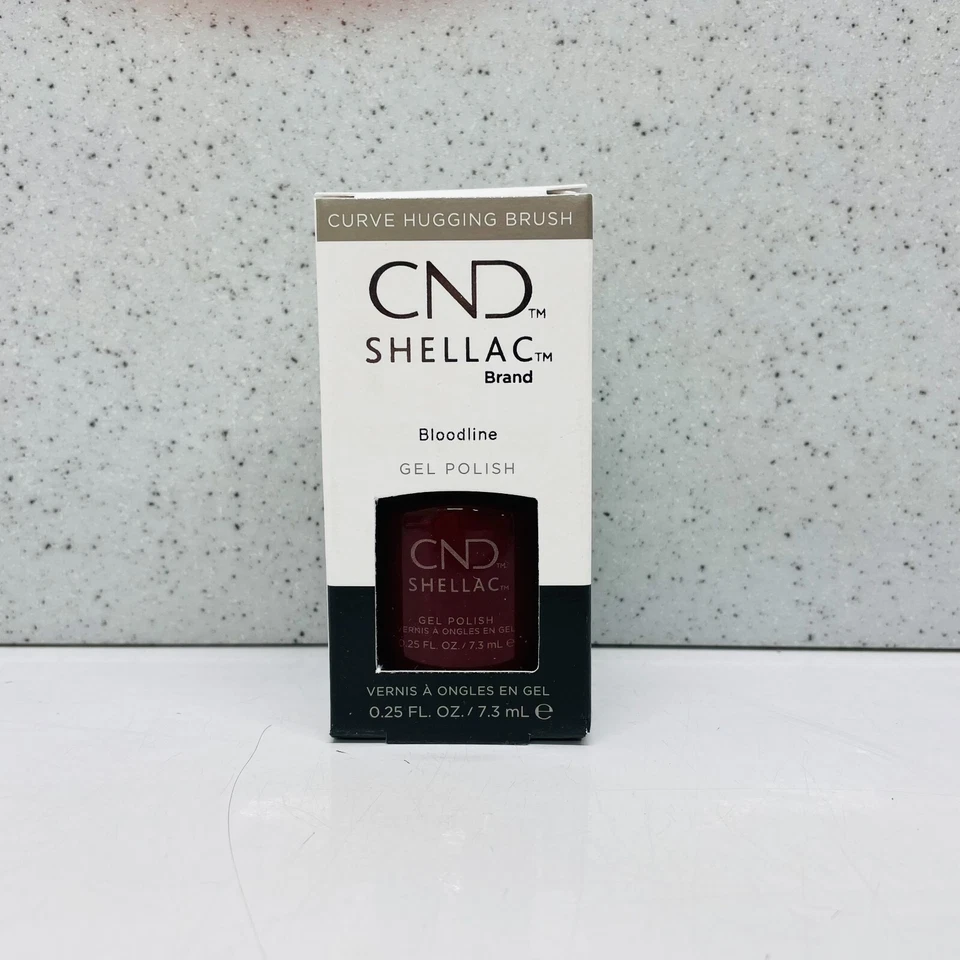 CURVE HUGGING BRUSH
CND™
SHELLAC™
Brand
Bloodline
GEL POLISH
CND™
SHELLAC™
GEL POLISH
VERNIS À ONGLES EN GEL
0.25 FL. OZ. / 7.3 mL ℮
VERNIS À ONGLES EN GEL
0.25 FL. OZ. / 7.3 mL ℮